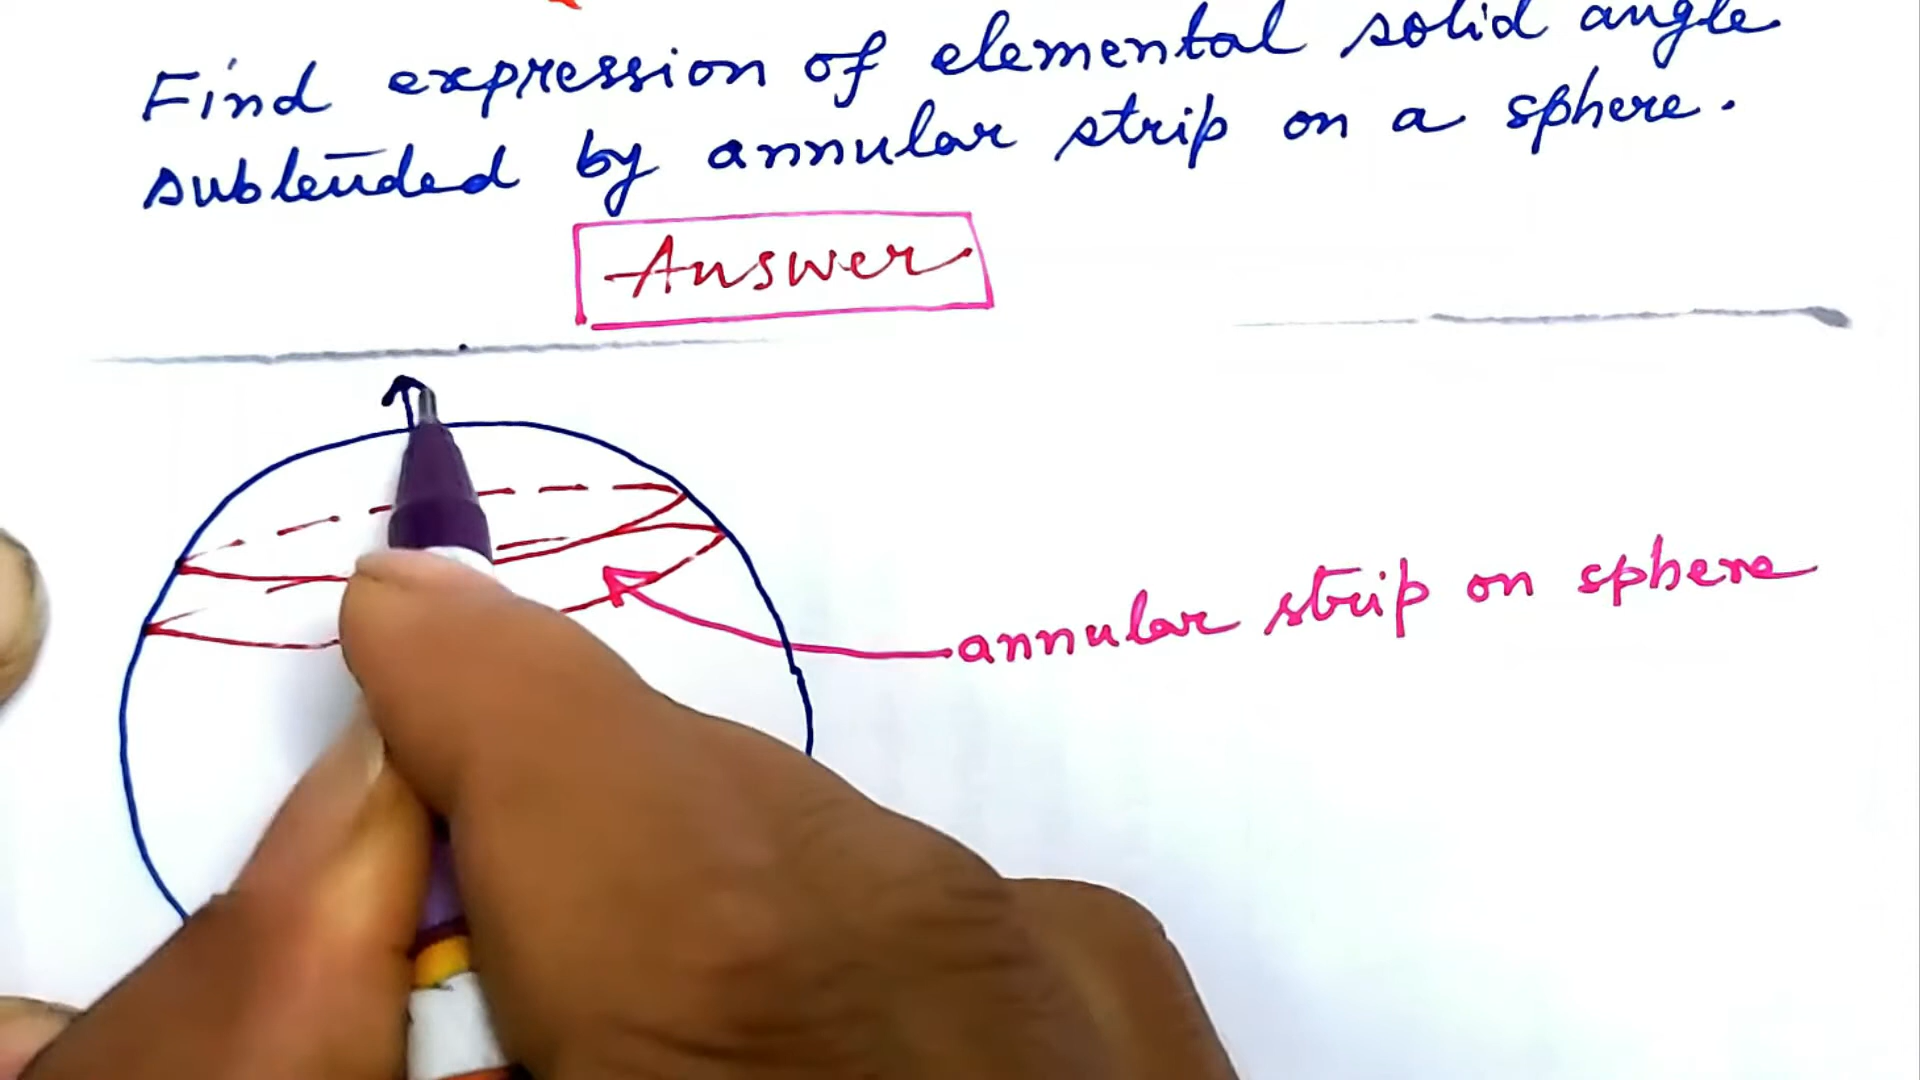 Find expression of elemental solid angle
subtended by annular strip on a sphere.
Answer
annular strip on sphere